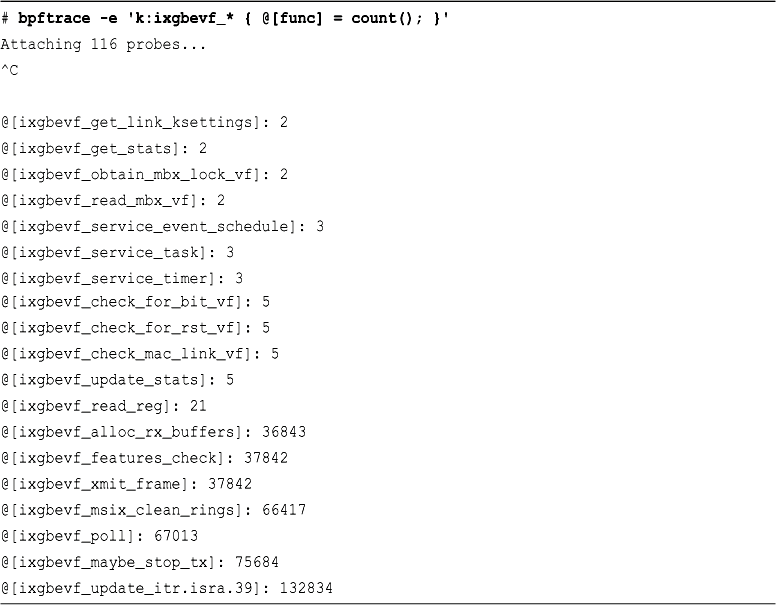 # bpftrace -e 'k:ixgbevf_* { @[func] = count(); }'
Attaching 116 probes...
^C
@[ixgbevf_get_link_ksettings]: 2
@[ixgbevf_get_stats]: 2
@[ixgbevf_obtain_mbx_lock_vf]: 2
@[ixgbevf_read_mbx_vf]: 2
@[ixgbevf_service_event_schedule]: 3
@[ixgbevf_service_task]: 3
@[ixgbevf_service_timer]: 3
@[ixgbevf_check_for_bit_vf]: 5
@[ixgbevf_check_for_rst_vf]: 5
@[ixgbevf_check_mac_link_vf]: 5
@[ixgbevf_update_stats]: 5
@[ixgbevf_read_reg]: 21
@[ixgbevf_alloc_rx_buffers]: 36843
@[ixgbevf_features_check]: 37842
@[ixgbevf_xmit_frame]: 37842
@[ixgbevf_msix_clean_rings]: 66417
@[ixgbevf_poll]: 67013
@[ixgbevf_maybe_stop_tx]: 75684
@[ixgbevf_update_itr.isra.39]: 132834